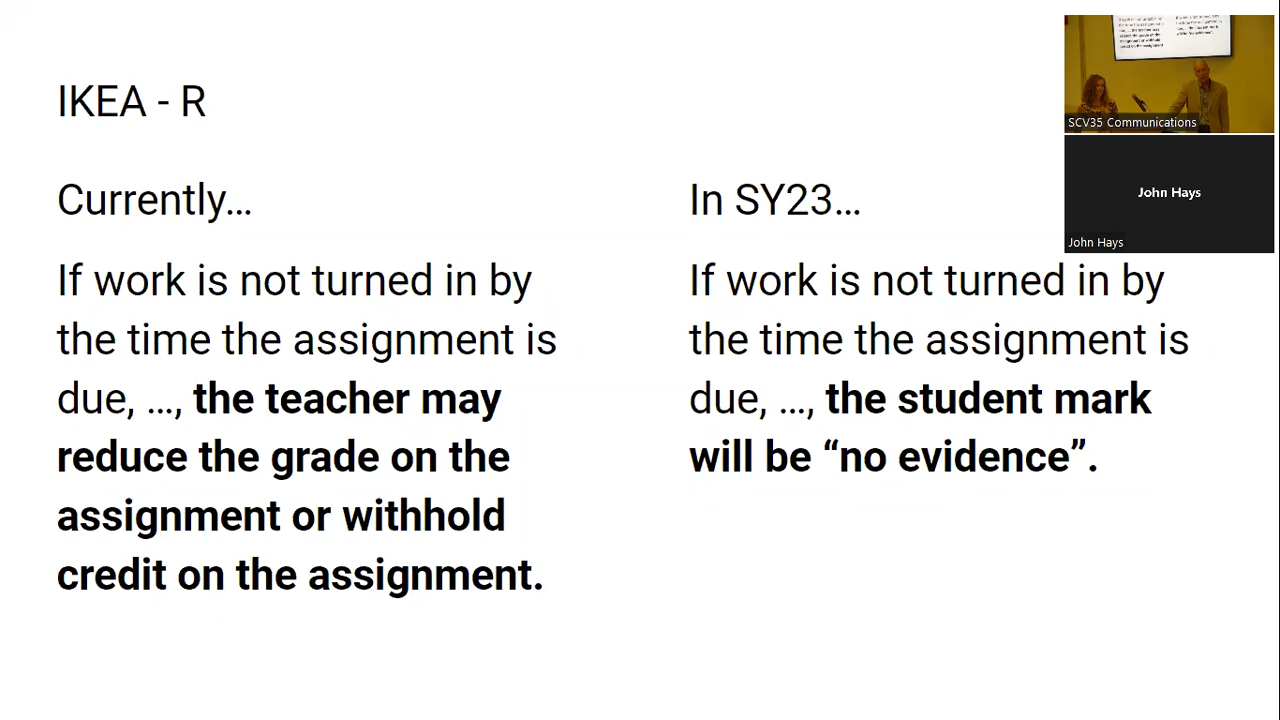 IKEA - R
Currently…
If work is not turned in by
the time the assignment is
due, …, the teacher may
reduce the grade on the
assignment or withhold
credit on the assignment.
In SY23…
If work is not turned in by
the time the assignment is
due, …, the student mark
will be “no evidence”.
SCV35 Communications
John Hays
John Hays